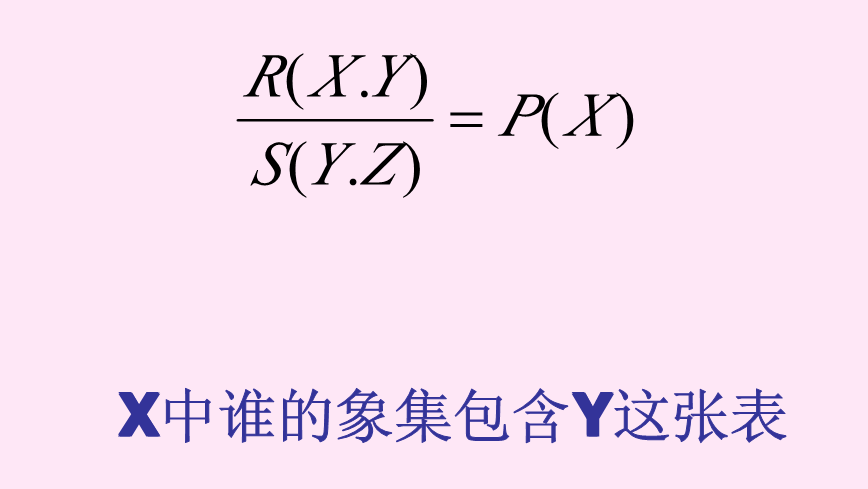 R(X.Y)
S(Y.Z)
= P(X)
X中谁的象集包含Y这张表